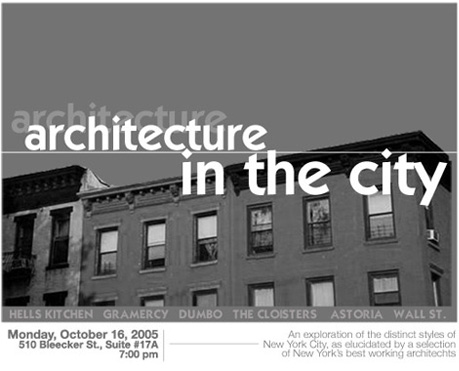 architecture
architecture
in the city
HELLS KITCHEN GRAMERCY DUMBO THE CLOISTERS ASTORIA WALL ST.
Monday, October 16, 2005
510 Bleecker St., Suite #17A
7:00 pm
An exploration of the distinct styles of
New York City, as elucidated by a selection
of New York's best working architechts